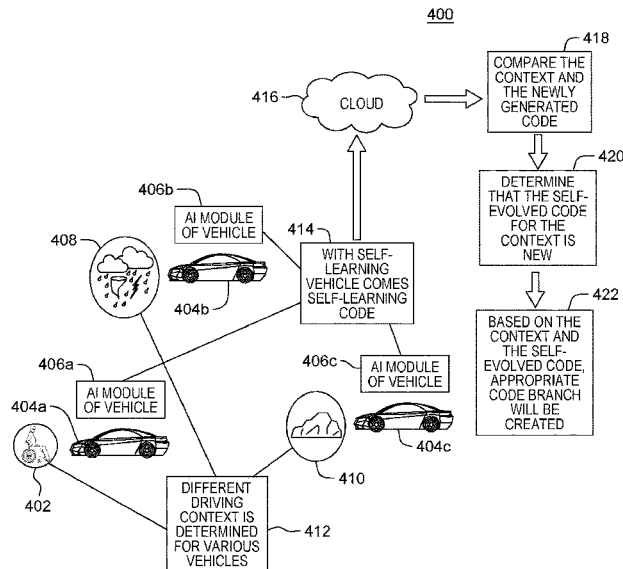 400
418
COMPARE THE
CONTEXT AND
THE NEWLY
GENERATED
CODE
416
CLOUD
420
DETERMINE
THAT THE SELF-
EVOLVED CODE
FOR THE
CONTEXT IS
NEW
406b
AI MODULE
OF VEHICLE
414
WITH SELF-
LEARNING
VEHICLE COMES
SELF-LEARNING
CODE
408
404b
422
BASED ON THE
CONTEXT AND
THE SELF-
EVOLVED CODE,
APPROPRIATE
CODE BRANCH
WILL BE
CREATED
406a
AI MODULE
OF VEHICLE
406c
AI MODULE
OF VEHICLE
404a
404c
402
410
DIFFERENT
DRIVING
CONTEXT IS
DETERMINED
FOR VARIOUS
VEHICLES
412